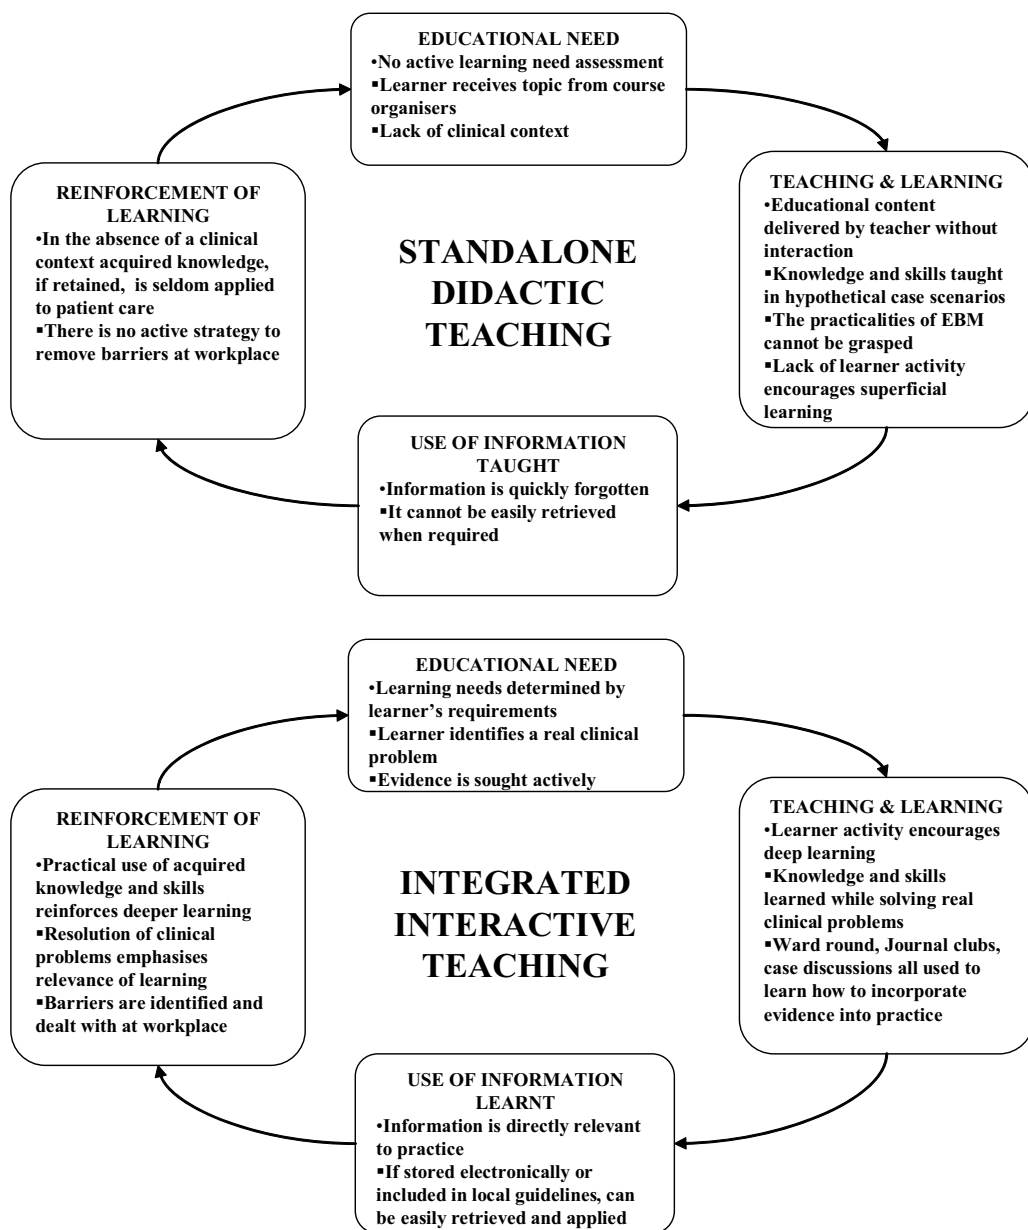 EDUCATIONAL NEED
•No active learning need assessment
▪Learner receives topic from course
organisers
▪Lack of clinical context
TEACHING & LEARNING
•Educational content
delivered by teacher without
interaction
▪Knowledge and skills taught
in hypothetical case scenarios
▪The practicalities of EBM
cannot be grasped
▪Lack of learner activity
encourages superficial
learning
USE OF INFORMATION
TAUGHT
•Information is quickly forgotten
▪It cannot be easily retrieved
when required
REINFORCEMENT OF
LEARNING
•In the absence of a clinical
context acquired knowledge,
if retained, is seldom applied
to patient care
▪There is no active strategy to
remove barriers at workplace
STANDALONE
DIDACTIC
TEACHING
EDUCATIONAL NEED
•Learning needs determined by
learner’s requirements
▪Learner identifies a real clinical
problem
▪Evidence is sought actively
TEACHING & LEARNING
•Learner activity encourages
deep learning
▪Knowledge and skills
learned while solving real
clinical problems
▪Ward round, Journal clubs,
case discussions all used to
learn how to incorporate
evidence into practice
USE OF INFORMATION
LEARNT
•Information is directly relevant
to practice
▪If stored electronically or
included in local guidelines, can
be easily retrieved and applied
REINFORCEMENT OF
LEARNING
•Practical use of acquired
knowledge and skills
reinforces deeper learning
▪Resolution of clinical
problems emphasises
relevance of learning
▪Barriers are identified and
dealt with at workplace
INTEGRATED
INTERACTIVE
TEACHING